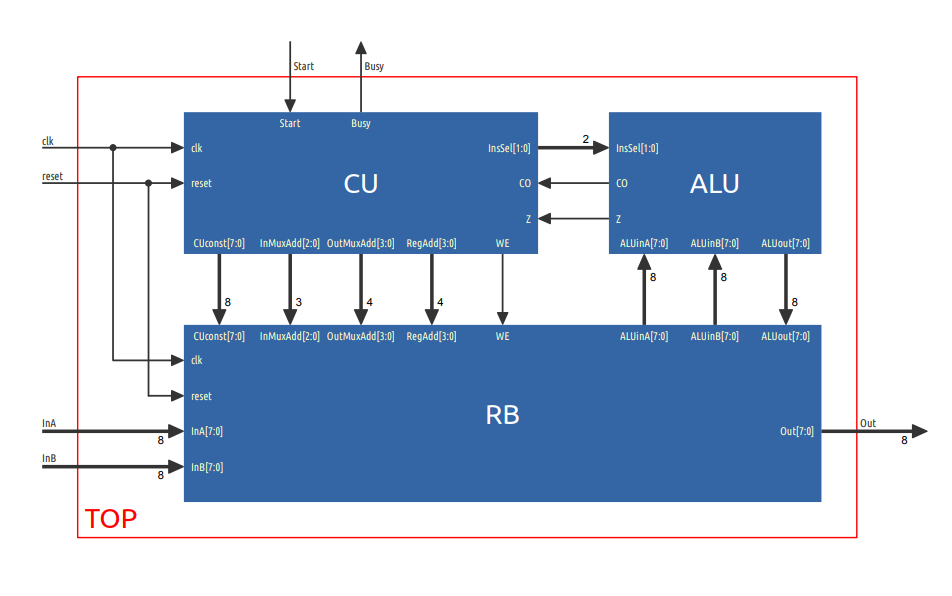 Start Busy
Start Busy
clk
clk InsSel[1:0] 2 InsSel[1:0]
reset
reset CU CO CO ALU
Z Z
CUconst[7:0] InMuxAdd[2:0] OutMuxAdd[3:0] RegAdd[3:0] WE ALUinA[7:0] ALUinB[7:0] ALUout[7:0]
8 3 4 4 8 8 8
CUconst[7:0] InMuxAdd[2:0] OutMuxAdd[3:0] RegAdd[3:0] WE ALUinA[7:0] ALUinB[7:0] ALUout[7:0]
clk
reset
RB
InA 8 InA[7:0] Out[7:0] Out 8
InB 8 InB[7:0]
TOP